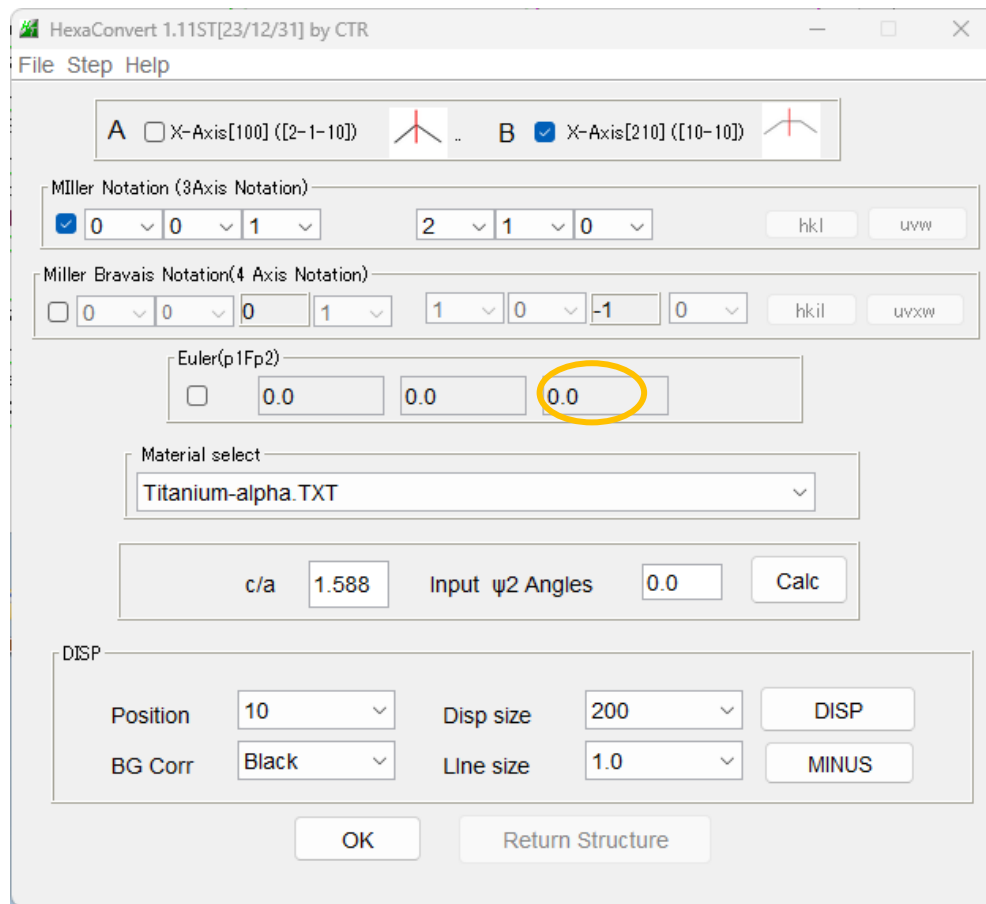 HexaConvert 1.11ST[23/12/31] by CTR
File Step Help
A X-Axis[100] ([2-1-10]) .. B X-Axis[210] ([10-10])
MIller Notation (3Axis Notation)
0 0 1 2 1 0 hkl uvw
Miller Bravais Notation(4 Axis Notation)
0 0 0 1 1 0 -1 0 hkil uvxw
Euler(p1Fp2)
0.0 0.0 0.0
Material select
Titanium-alpha.TXT
c/a 1.588 Input ψ2 Angles 0.0 Calc
DISP
Position 10 Disp size 200 DISP
BG Corr Black LIne size 1.0 MINUS
OK Return Structure